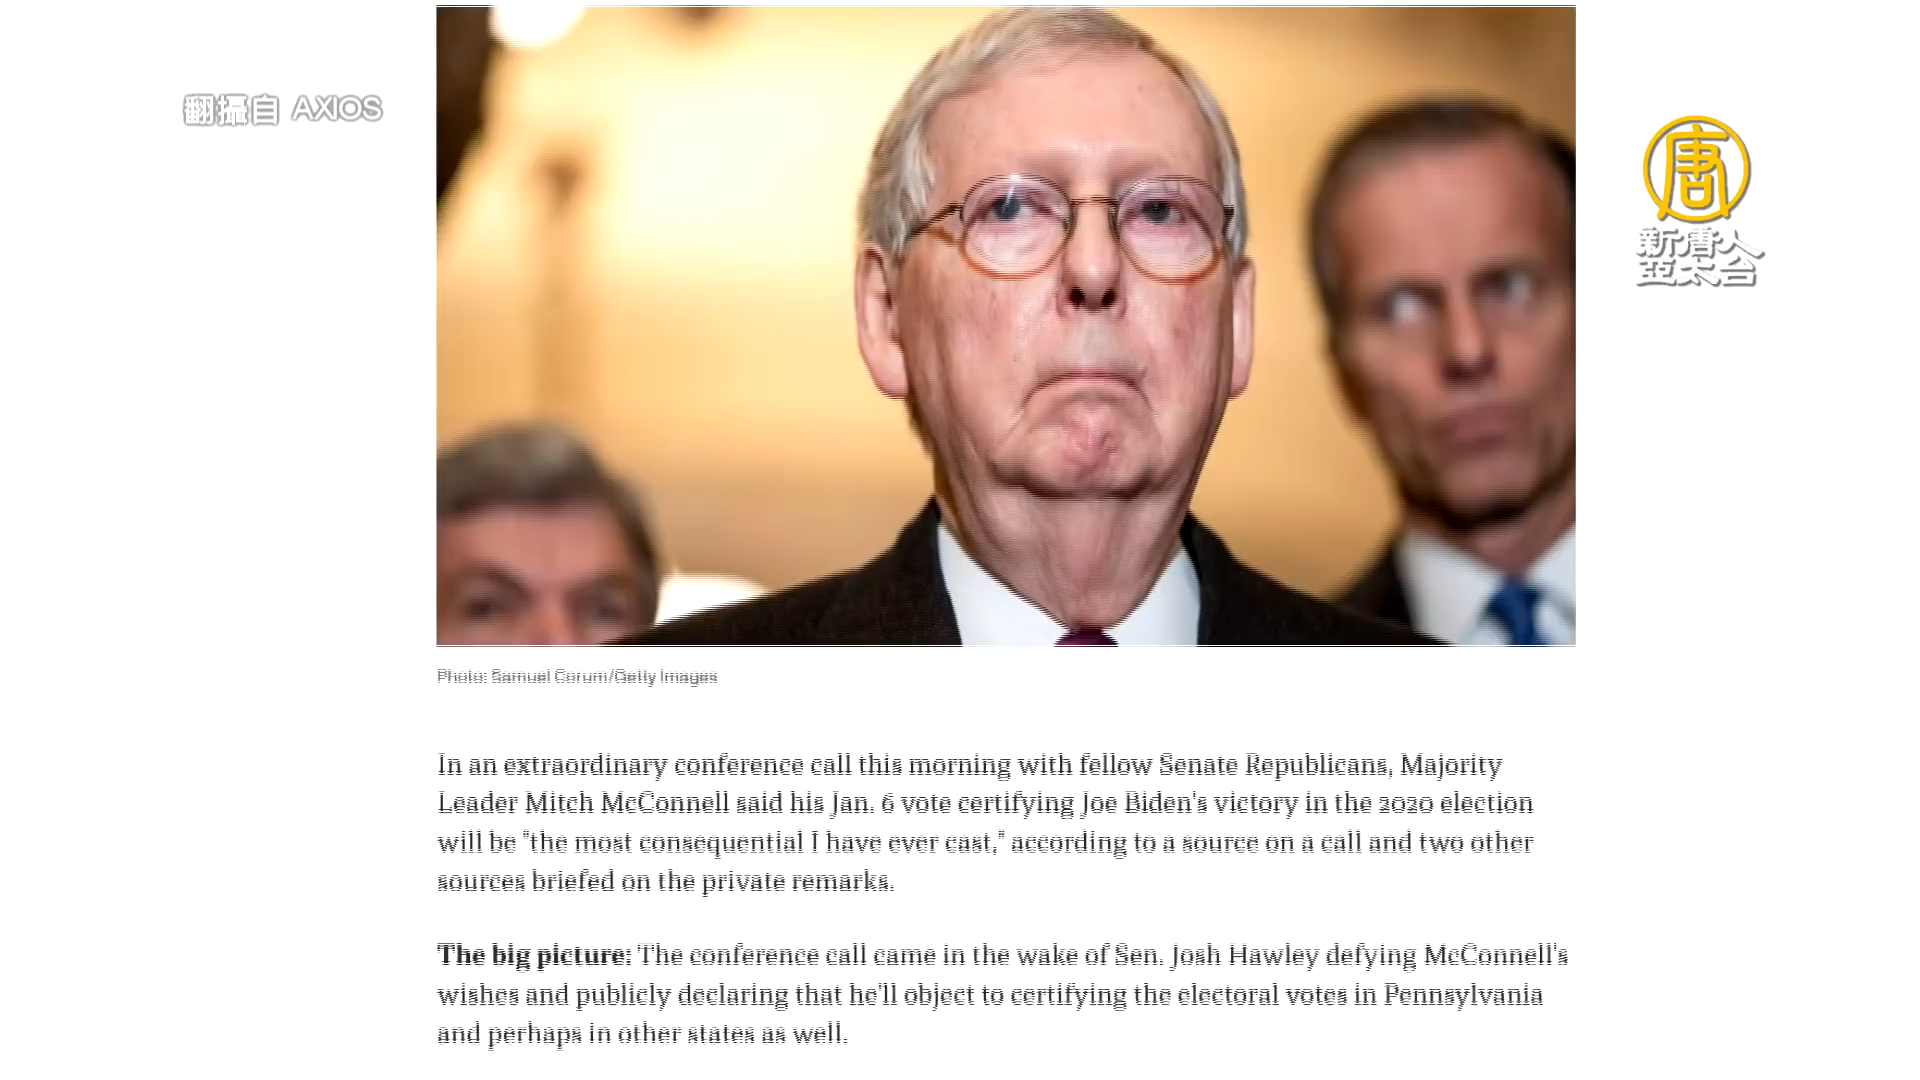 翻攝自 AXIOS
唐
新唐人
亞太台
Photo: Samuel Corum/Getty Images
In an extraordinary conference call this morning with fellow Senate Republicans, Majority
Leader Mitch McConnell said his Jan. 6 vote certifying Joe Biden's victory in the 2020 election
will be "the most consequential I have ever cast," according to a source on a call and two other
sources briefed on the private remarks.
The big picture: The conference call came in the wake of Sen. Josh Hawley defying McConnell's
wishes and publicly declaring that he'll object to certifying the electoral votes in Pennsylvania
and perhaps in other states as well.